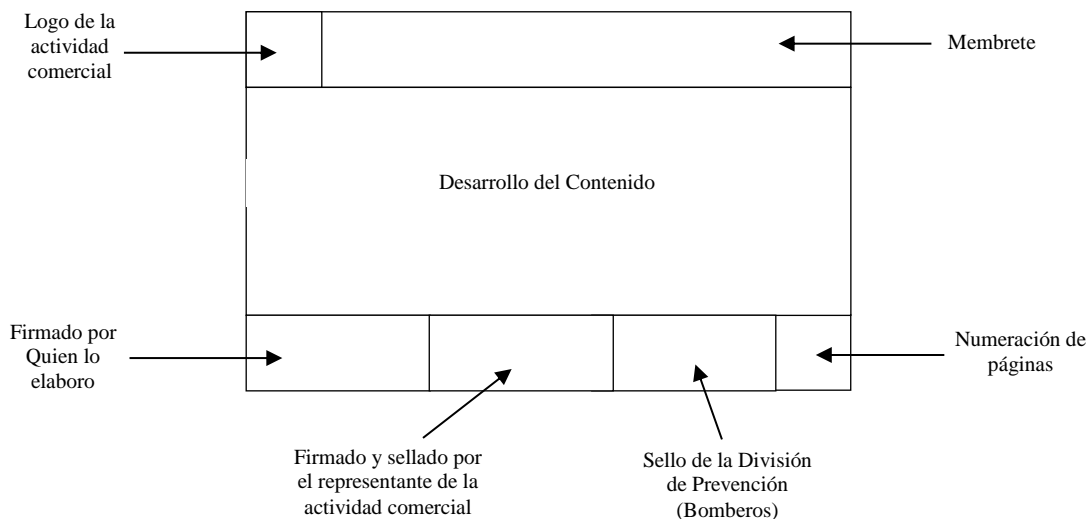 Logo de la
actividad
comercial
Membrete
Desarrollo del Contenido
Firmado por
Quien lo
elaboro
Numeración de
páginas
Firmado y sellado por
el representante de la
actividad comercial
Sello de la División
de Prevención
(Bomberos)